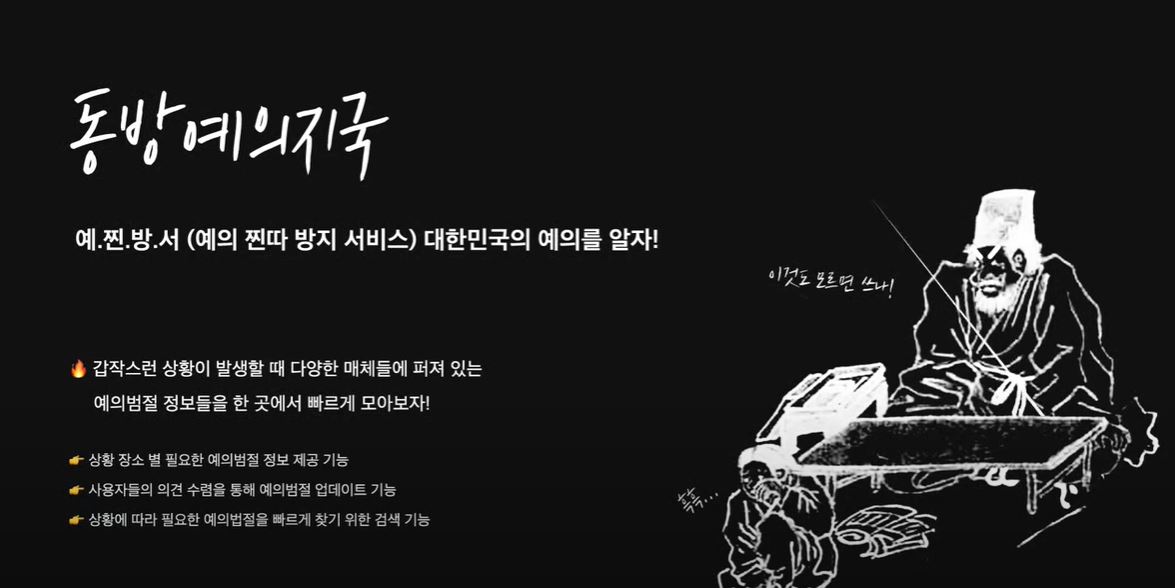 동방예의지국
예.찐.방.서 (예의 찐따 방지 서비스) 대한민국의 예의를 알자!
이것도 모르면 쓰나!
🔥 갑작스런 상황이 발생할 때 다양한 매체들에 퍼져 있는
예의범절 정보들을 한 곳에서 빠르게 모아보자!
👉 상황 장소 별 필요한 예의범절 정보 제공 기능
👉 사용자들의 의견 수렴을 통해 예의범절 업데이트 기능
👉 상황에 따라 필요한 예의법절을 빠르게 찾기 위한 검색 기능
흑흑...